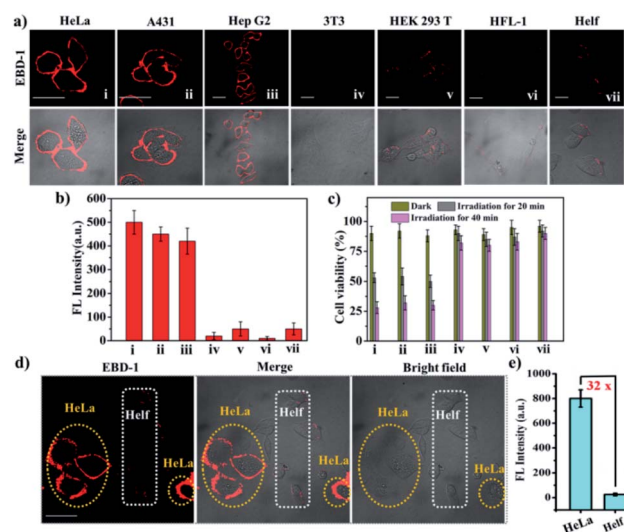 a) HeLa A431 Hep G2 3T3 HEK 293 T HFL-1 Helf
EBD-1
i ii iii iv v vi vii
Merge
b)
FL Intensity(a.u.)
600
500
400
300
200
100
0
i ii iii iv v vi vii
c)
Cell viability (%)
Dark Irradiation for 20 min
Irradiation for 40 min
100
75
50
25
0
i ii iii iv v vi vii
d) EBD-1 Merge Bright field
HeLa Helf HeLa
HeLa Helf HeLa
HeLa Helf HeLa
e)
FL Intensity (a.u.)
32 x
800
600
400
200
0
HeLa Helf